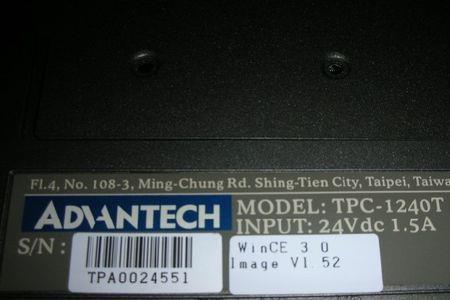 Fl.4, No. 108-3, Ming-Chung Rd. Shing-Tien City, Taipei, Taiwa
ADVANTECH MODEL: TPC-1240T
INPUT: 24Vdc 1.5A
S/N: WinCE 3 0
Image V1.52
TPA0024551